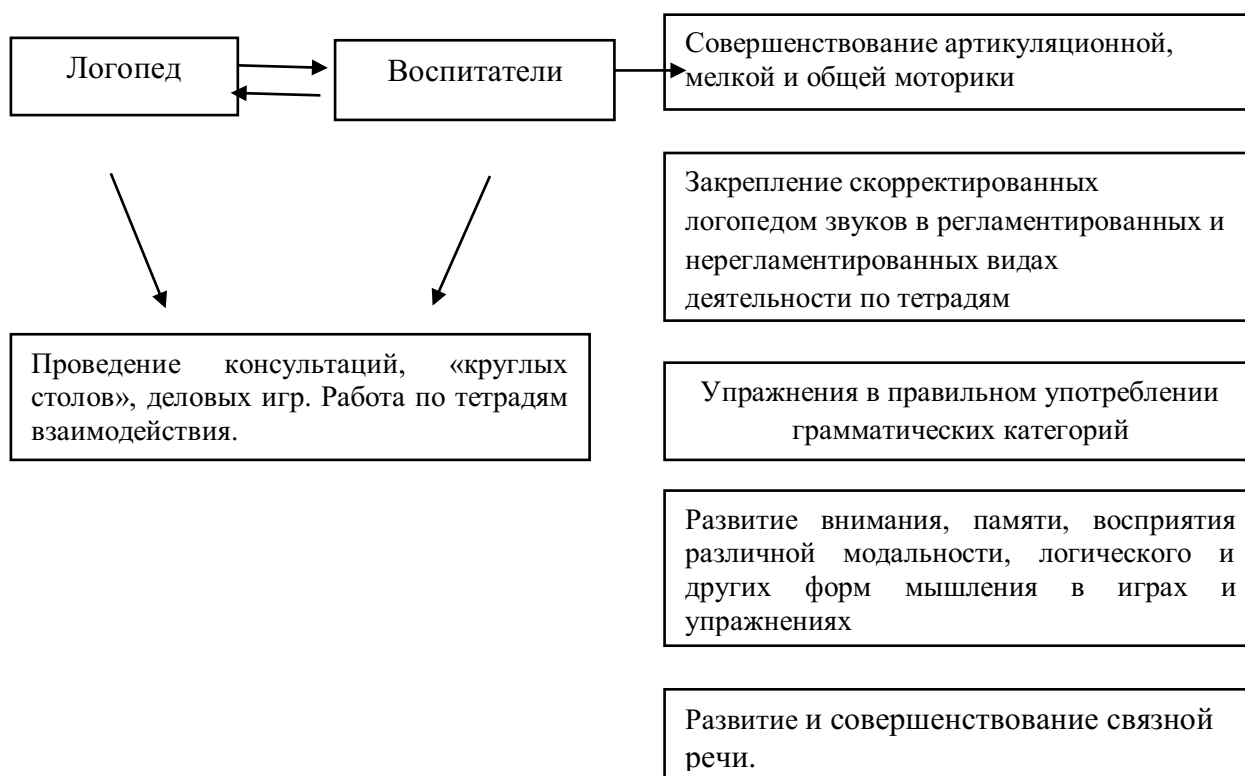 Логопед
Воспитатели
Совершенствование артикуляционной,
мелкой и общей моторики
Закрепление скорректированных
логопедом звуков в регламентированных и
нерегламентированных видах
деятельности по тетрадям
Проведение консультаций, «круглых
столов», деловых игр. Работа по тетрадям
взаимодействия.
Упражнения в правильном употреблении
грамматических категорий
Развитие внимания, памяти, восприятия
различной модальности, логического и
других форм мышления в играх и
упражнениях
Развитие и совершенствование связной
речи.